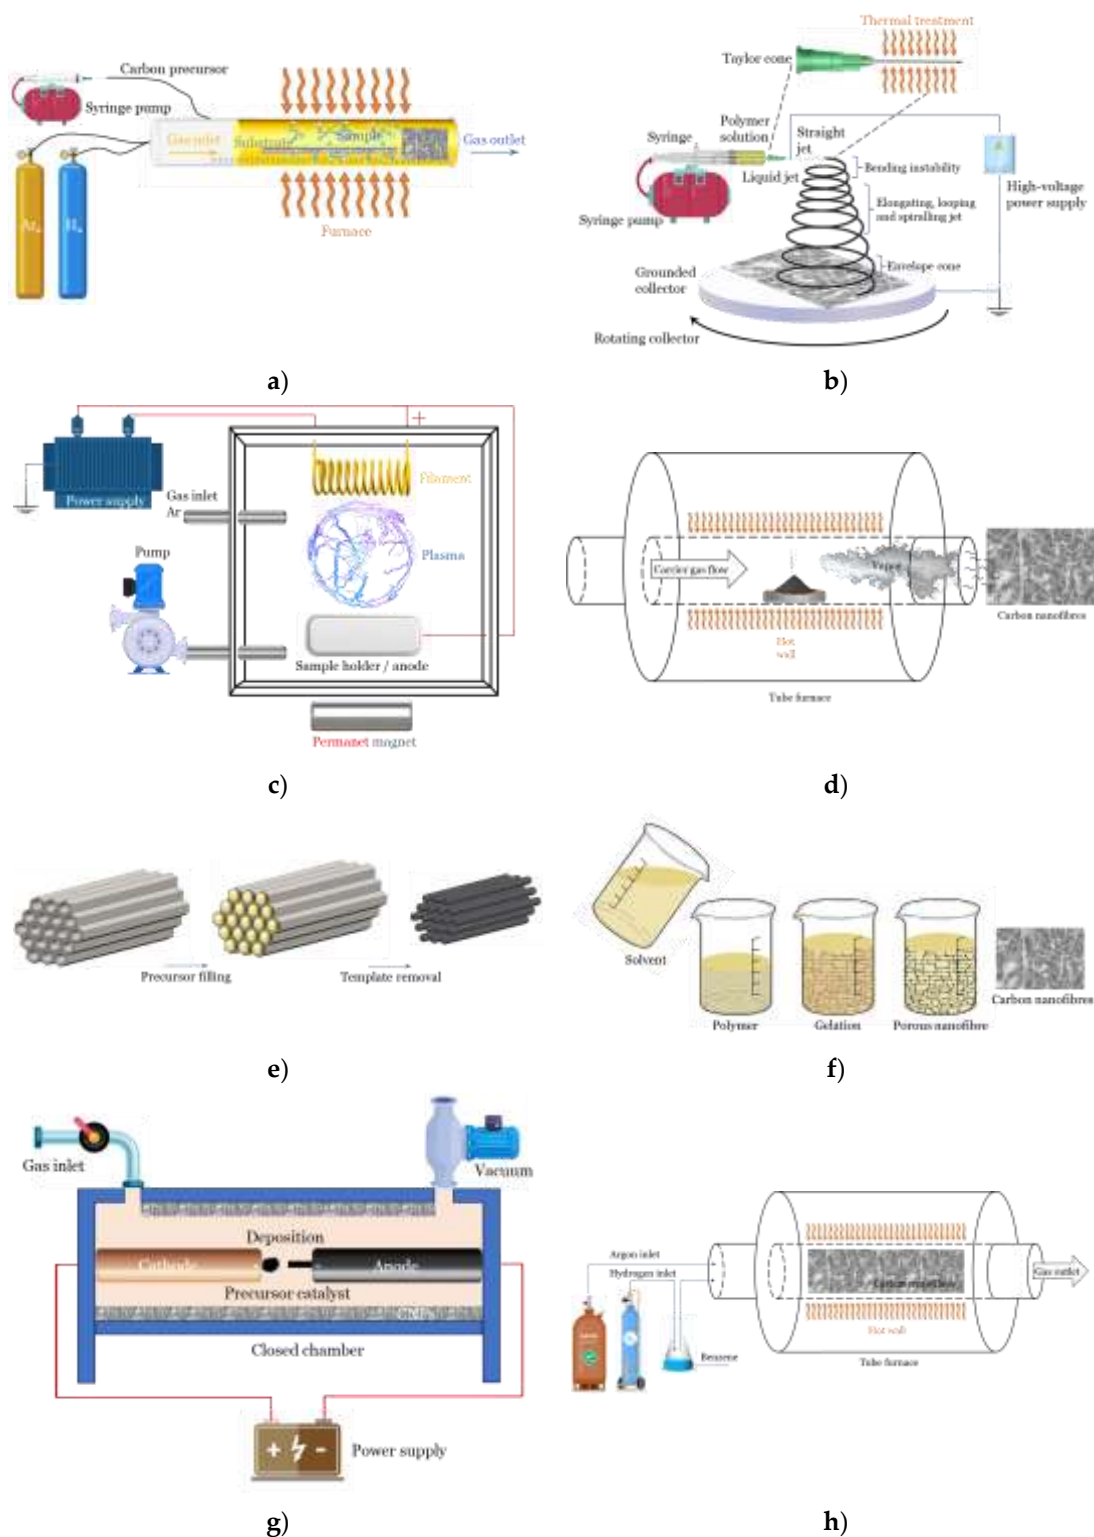 Carbon precursor
Syringe pump
Gas inlet
Substrate
Sample
Gas outlet
Furnace
Ar₂
H₂
a)
Thermal treatment
Taylor cone
Syringe
Polymer
solution
Straight
jet
Liquid jet
Bending instability
Elongating, looping
and spiralling jet
Envelope cone
High-voltage
power supply
Syringe pump
Grounded
collector
Rotating collector
b)
+
Power supply
Gas inlet
Ar
Filament
Plasma
Pump
Sample holder / anode
Permanet magnet
c)
Carrier gas flow
Vapor
Hot
wall
Carbon nanofibres
Tube furnace
d)
Precursor filling
Template removal
e)
Solvent
Polymer
Gelation
Porous nanofibre
Carbon nanofibres
f)
Gas inlet
Vacuum
Deposition
Cathode
Anode
Precursor catalyst
CNFs
Closed chamber
+ -
Power supply
g)
Argon inlet
Hydrogen inlet
Benzene
Hot wall
Gas outlet
Tube furnace
h)